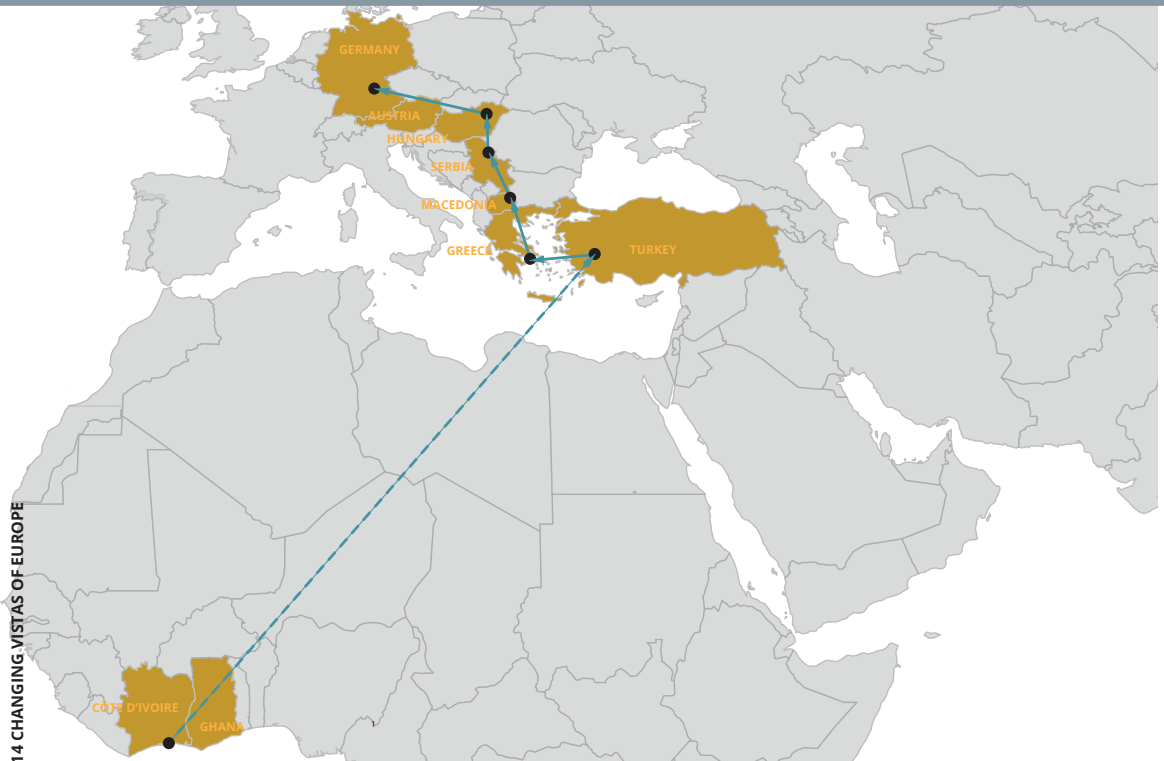 GERMANY
AUSTRIA
HUNGARY
SERBIA
MACEDONIA
GREECE
TURKEY
CÔTE D'IVOIRE
GHANA
14 CHANGING VISTAS OF EUROPE